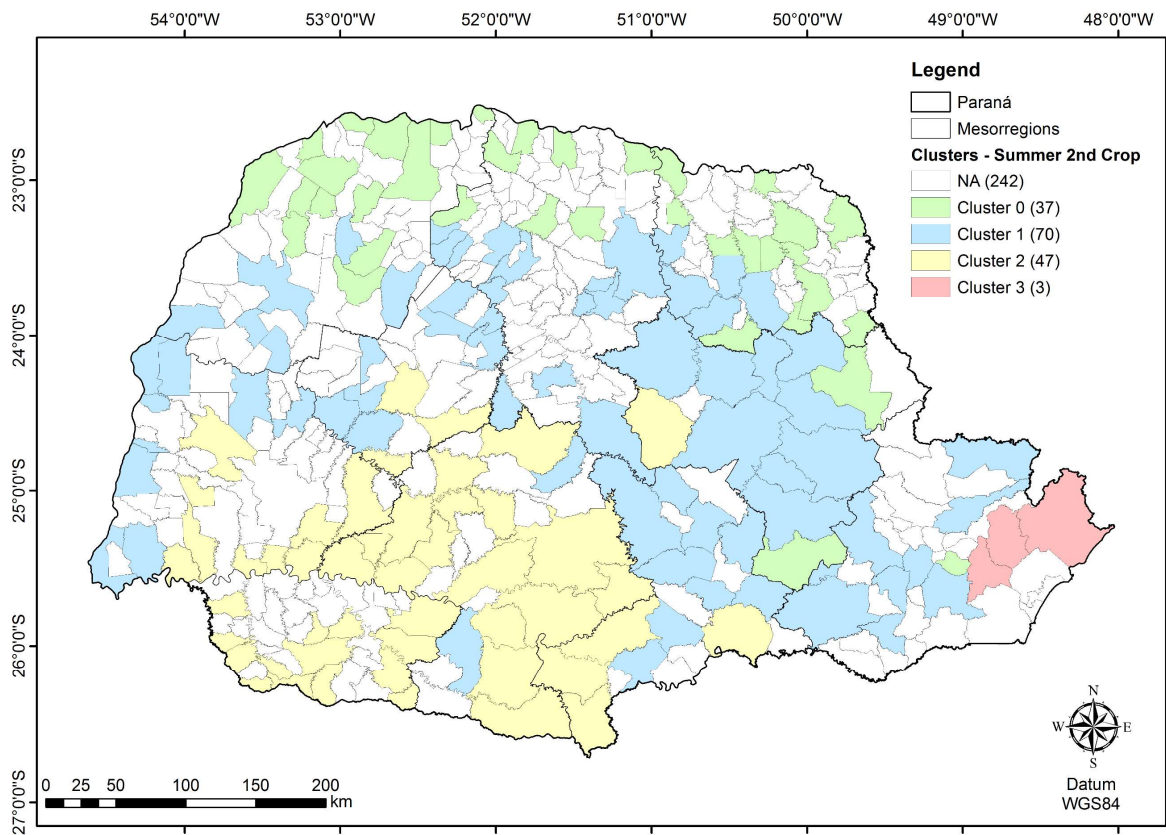 54°0'0"W 53°0'0"W 52°0'0"W 51°0'0"W 50°0'0"W 49°0'0"W 48°0'0"W
23°0'0"S
24°0'0"S
25°0'0"S
26°0'0"S
27°0'0"S
Legend
Paraná
Mesorregions
Clusters - Summer 2nd Crop
NA (242)
Cluster 0 (37)
Cluster 1 (70)
Cluster 2 (47)
Cluster 3 (3)
N
W E
S
Datum
WGS84
0 25 50 100 150 200
km